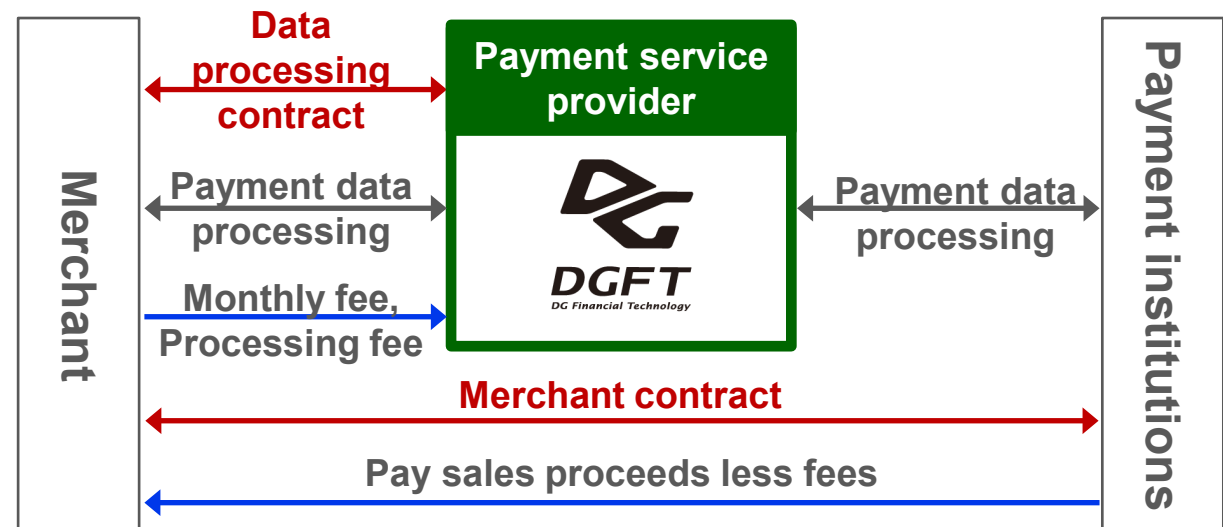 Merchant
Data
processing
contract
Payment data
processing
Monthly fee,
Processing fee
Payment service
provider
DG
DGFT
DG Financial Technology
Payment data
processing
Merchant contract
Pay sales proceeds less fees
Payment institutions